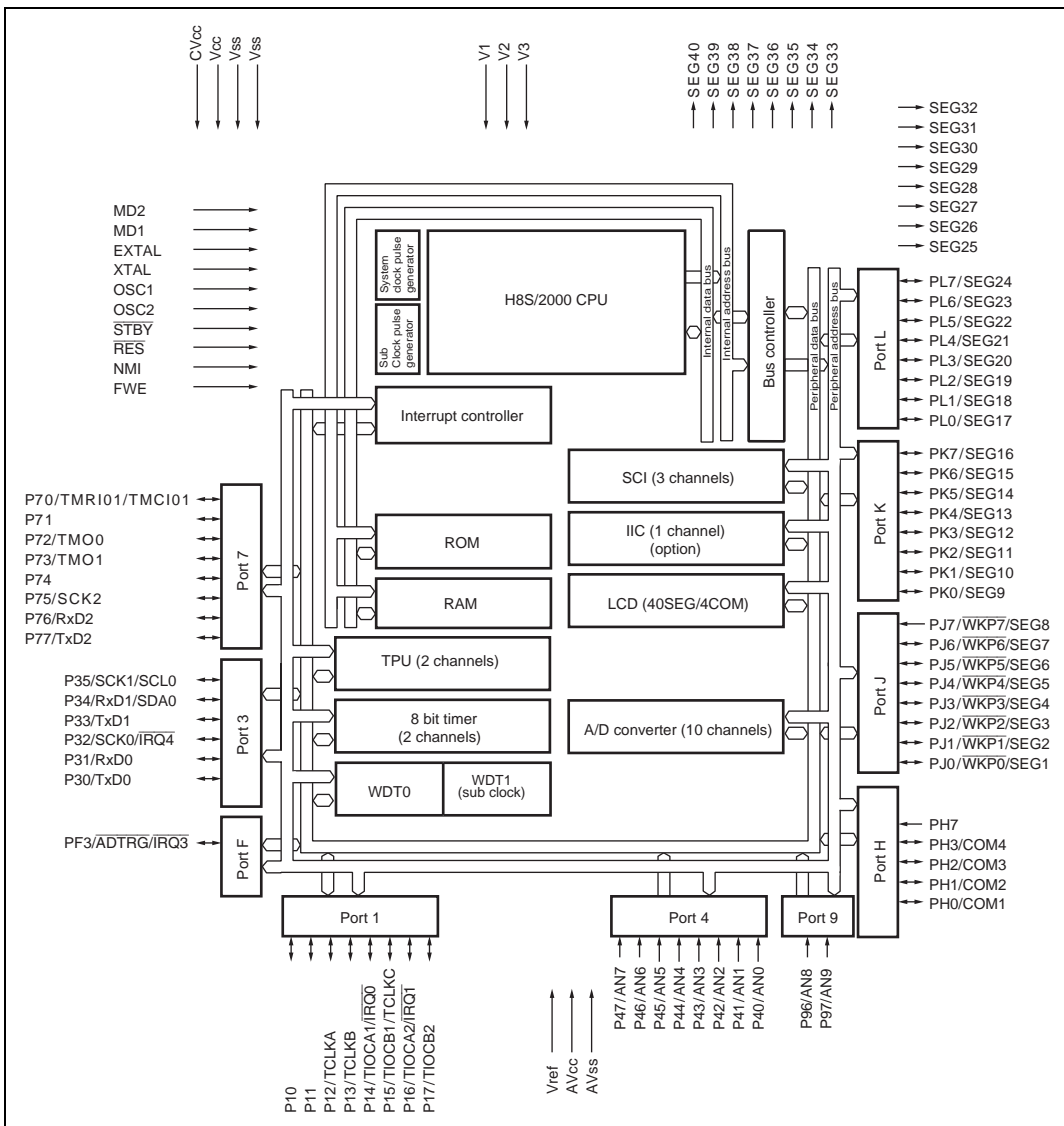 CVcc
Vcc
Vss
Vss
V1
V2
V3
SEG40
SEG39
SEG38
SEG37
SEG36
SEG35
SEG34
SEG33
SEG32
SEG31
SEG30
SEG29
SEG28
SEG27
SEG26
SEG25
MD2
MD1
EXTAL
XTAL
OSC1
OSC2
STBY
RES
NMI
FWE
System
clock pulse
generator
Sub
Clock pulse
generator
H8S/2000 CPU
Internal data bus
Internal address bus
Bus controller
Peripheral data bus
Peripheral address bus
Port L
PL7/SEG24
PL6/SEG23
PL5/SEG22
PL4/SEG21
PL3/SEG20
PL2/SEG19
PL1/SEG18
PL0/SEG17
Interrupt controller
SCI (3 channels)
IIC (1 channel)
(option)
LCD (40SEG/4COM)
Port K
PK7/SEG16
PK6/SEG15
PK5/SEG14
PK4/SEG13
PK3/SEG12
PK2/SEG11
PK1/SEG10
PK0/SEG9
P70/TMRI01/TMCI01
P71
P72/TMO0
P73/TMO1
P74
P75/SCK2
P76/RxD2
P77/TxD2
Port 7
ROM
RAM
TPU (2 channels)
8 bit timer
(2 channels)
WDT0
WDT1
(sub clock)
A/D converter (10 channels)
Port J
PJ7/WKP7/SEG8
PJ6/WKP6/SEG7
PJ5/WKP5/SEG6
PJ4/WKP4/SEG5
PJ3/WKP3/SEG4
PJ2/WKP2/SEG3
PJ1/WKP1/SEG2
PJ0/WKP0/SEG1
P35/SCK1/SCL0
P34/RxD1/SDA0
P33/TxD1
P32/SCK0/IRQ4
P31/RxD0
P30/TxD0
Port 3
PF3/ADTRG/IRQ3
Port F
Port H
PH7
PH3/COM4
PH2/COM3
PH1/COM2
PH0/COM1
Port 1
Port 4
Port 9
P10
P11
P12/TCLKA
P13/TCLKB
P14/TIOCA1/IRQ0
P15/TIOCB1/TCLKC
P16/TIOCA2/IRQ1
P17/TIOCB2
Vref
AVcc
AVss
P47/AN7
P46/AN6
P45/AN5
P44/AN4
P43/AN3
P42/AN2
P41/AN1
P40/AN0
P96/AN8
P97/AN9